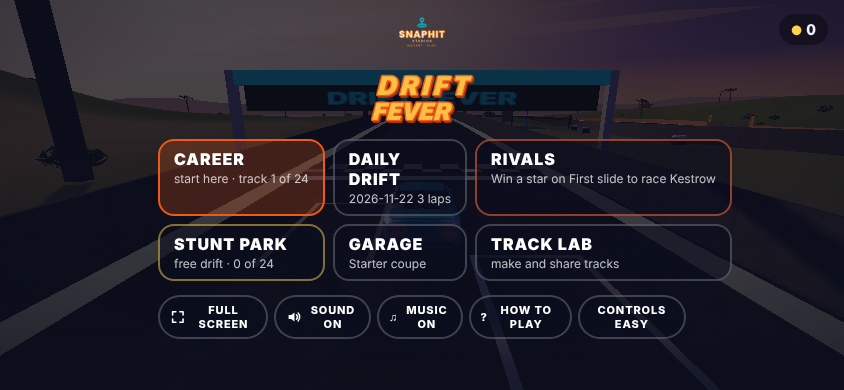 SNAPHIT
STUDIOS
0
DRIFT
FEVER
CAREER
start here · track 1 of 24
DAILY
DRIFT
2026-11-22 3 laps
RIVALS
Win a star on First slide to race Kestrow
STUNT PARK
free drift · 0 of 24
GARAGE
Starter coupe
TRACK LAB
make and share tracks
FULL
SCREEN
SOUND
ON
♫ MUSIC
ON
? HOW TO
PLAY
CONTROLS
EASY